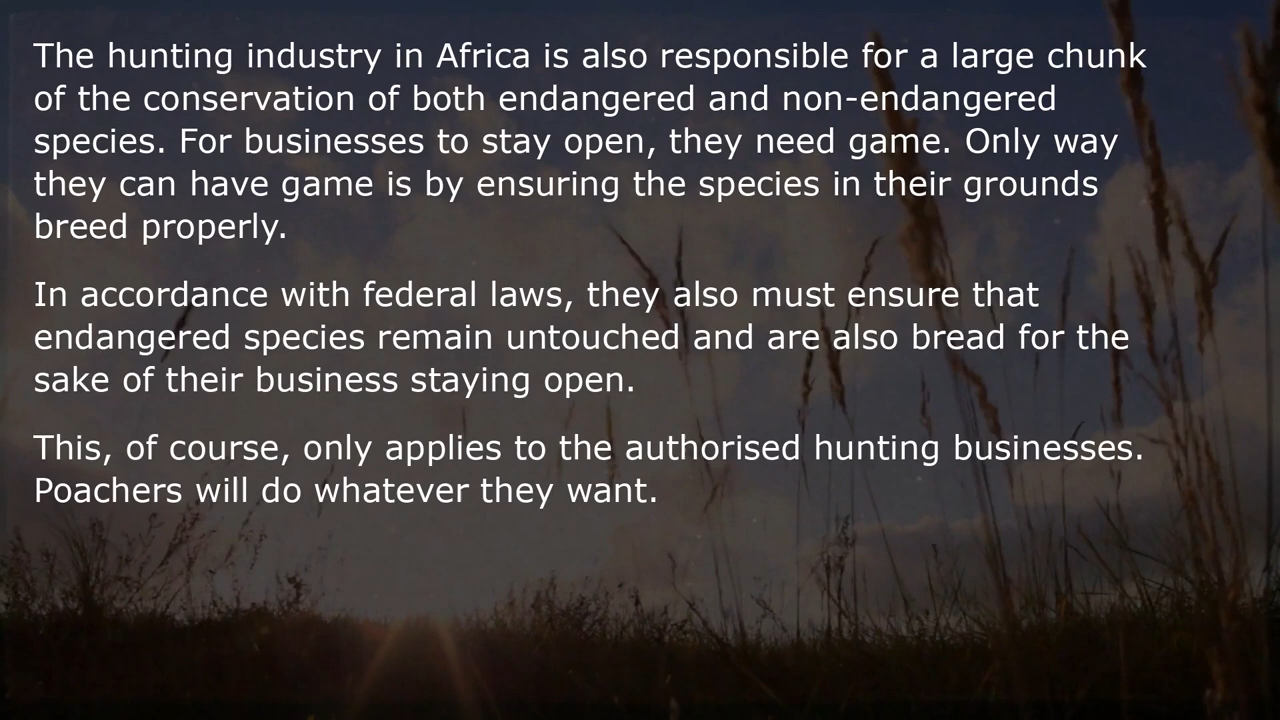 The hunting industry in Africa is also responsible for a large chunk
of the conservation of both endangered and non-endangered
species. For businesses to stay open, they need game. Only way
they can have game is by ensuring the species in their grounds
breed properly.
In accordance with federal laws, they also must ensure that
endangered species remain untouched and are also bread for the
sake of their business staying open.
This, of course, only applies to the authorised hunting businesses.
Poachers will do whatever they want.